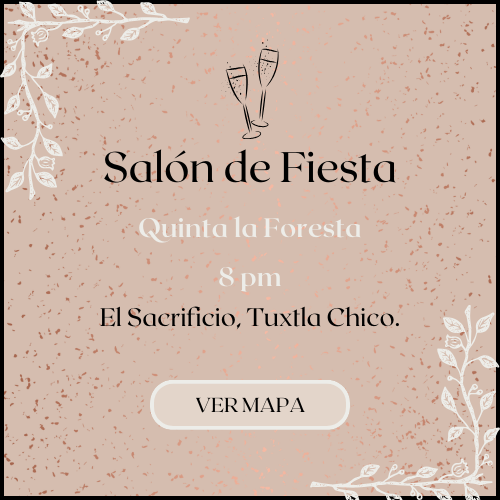 Salón de Fiesta
Quinta la Foresta
8 pm
El Sacrificio, Tuxtla Chico.
VER MAPA